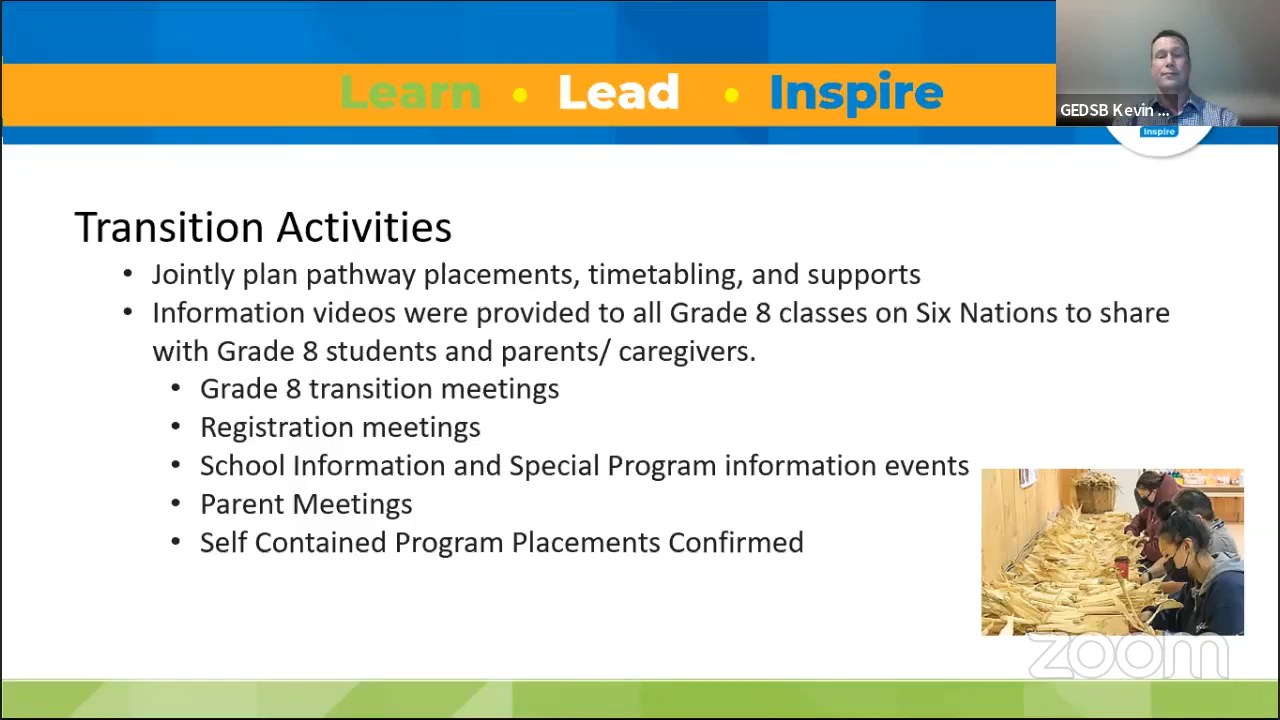 Learn • Lead • Inspire
GEDSB Kevin ...
Inspire
Transition Activities
• Jointly plan pathway placements, timetabling, and supports
• Information videos were provided to all Grade 8 classes on Six Nations to share
with Grade 8 students and parents/ caregivers.
• Grade 8 transition meetings
• Registration meetings
• School Information and Special Program information events
• Parent Meetings
• Self Contained Program Placements Confirmed
zoom